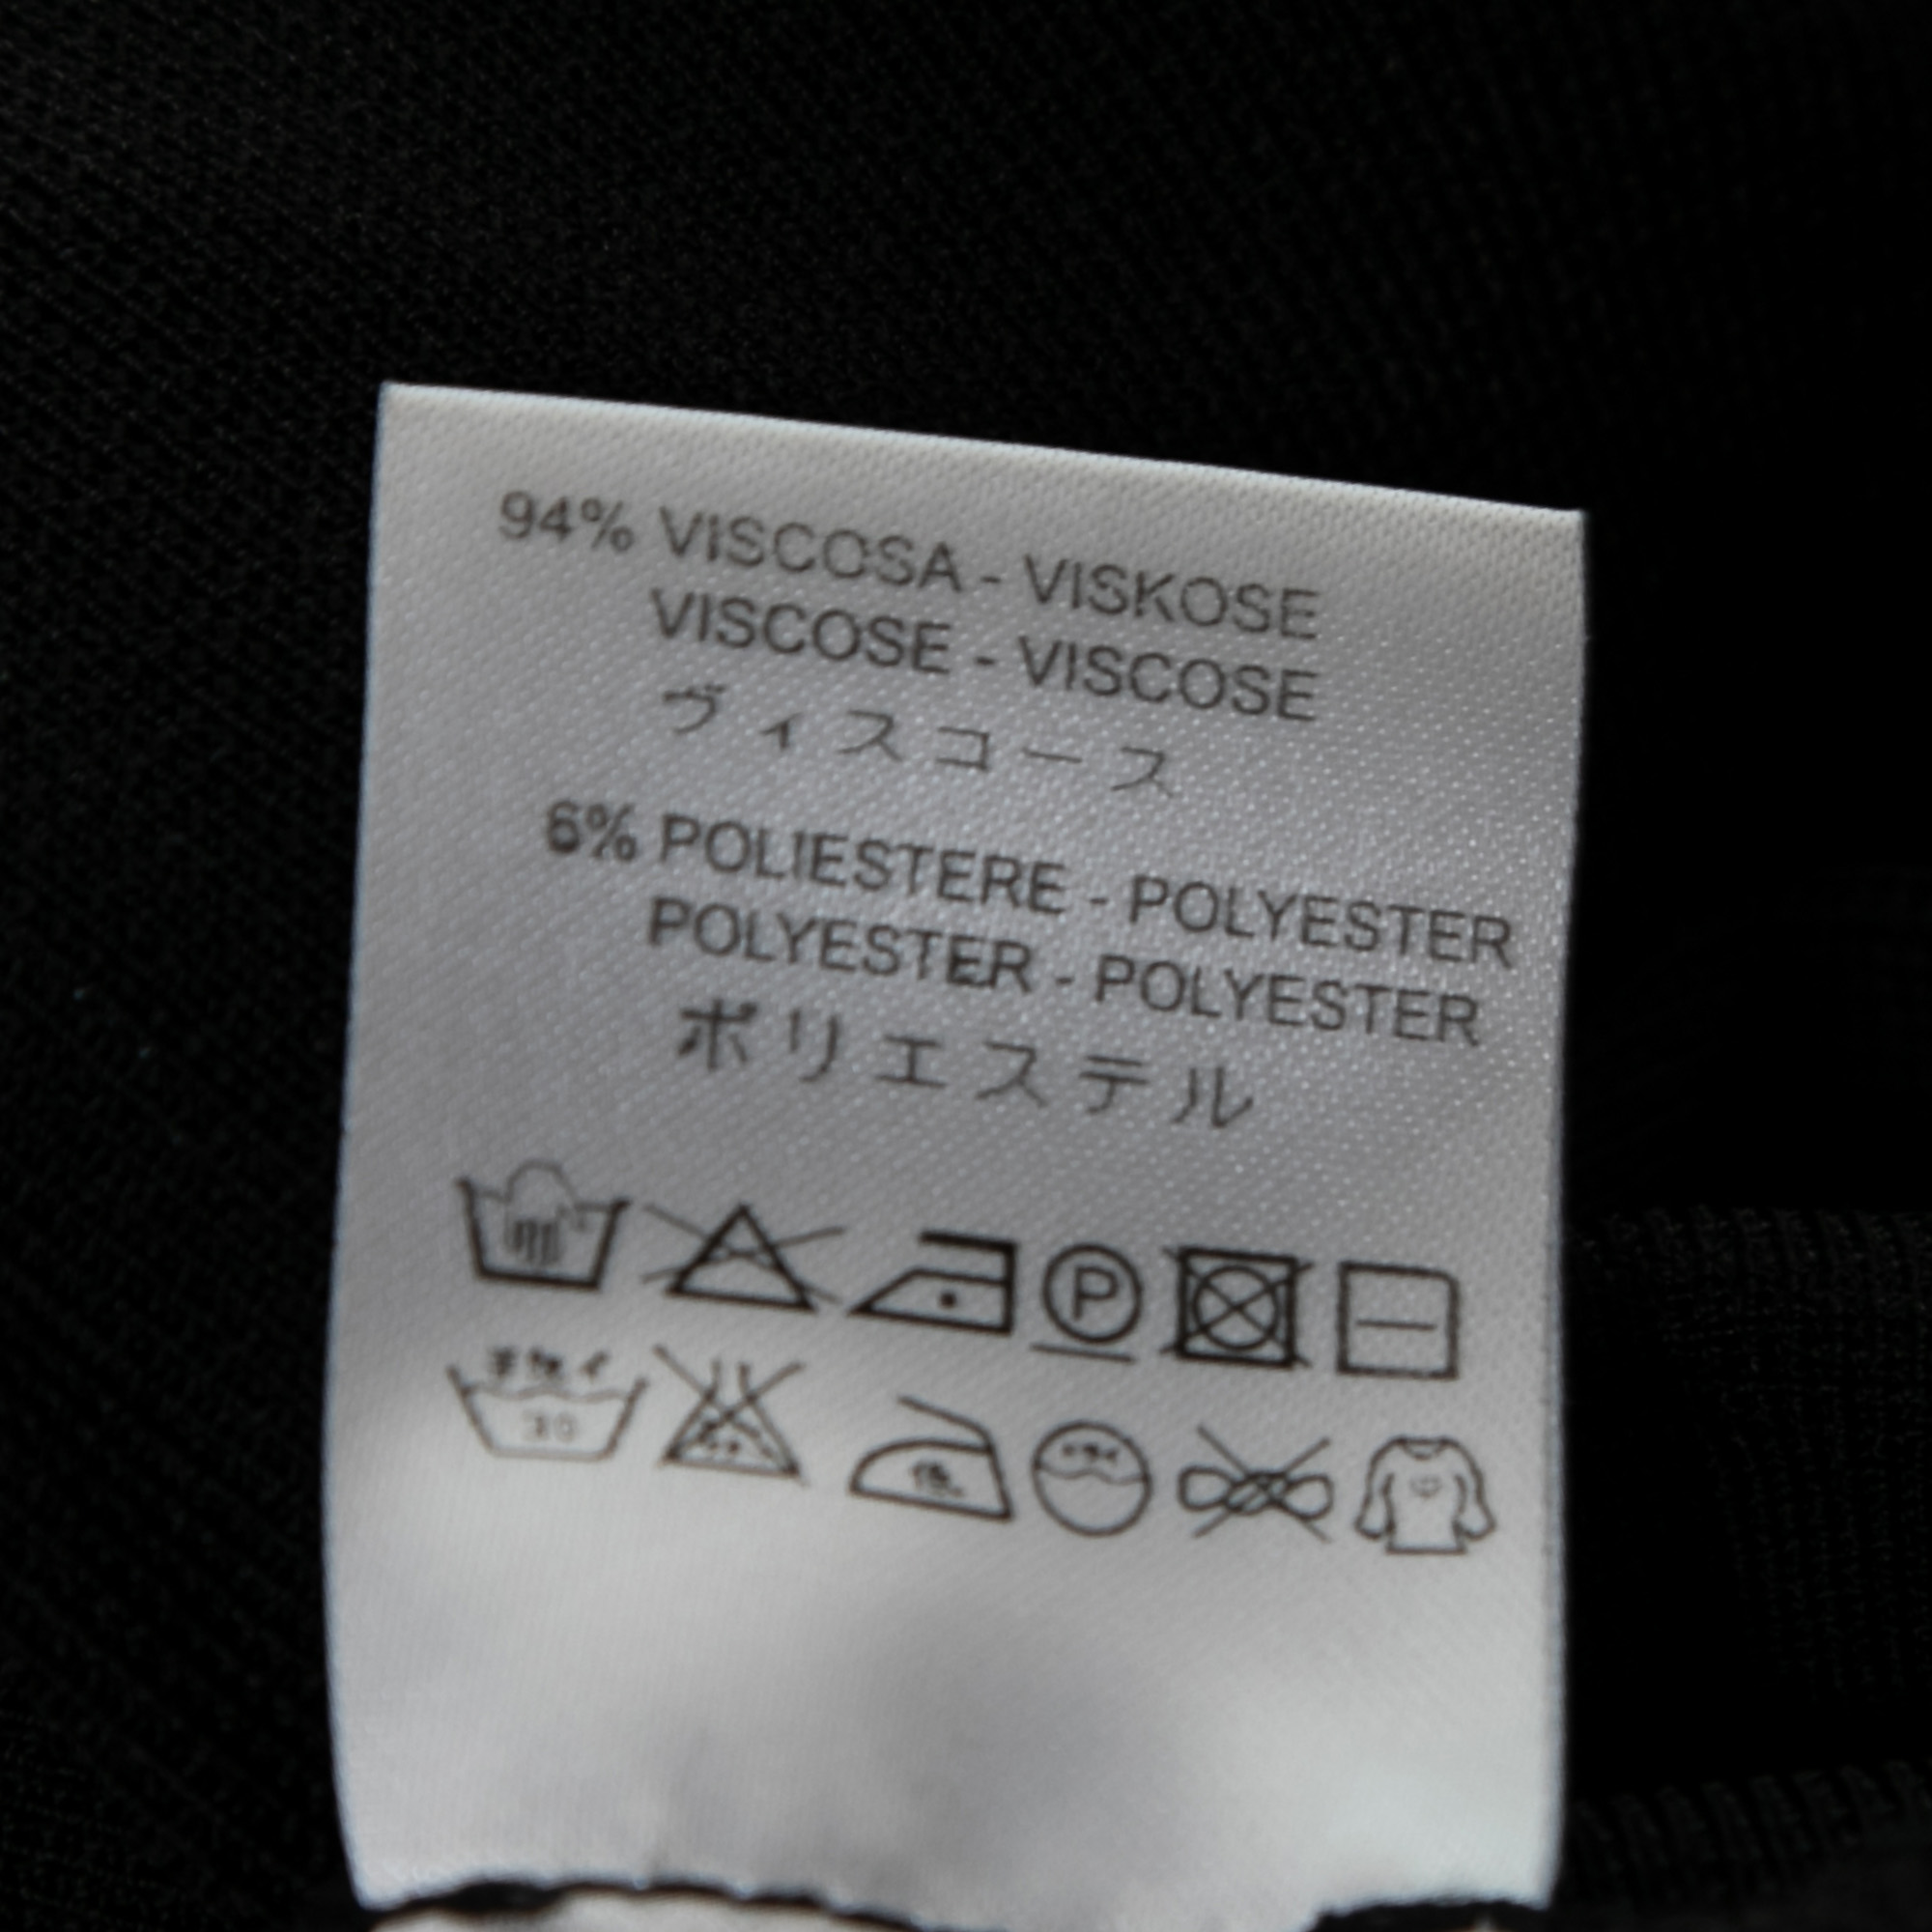 94% VISCOSA - VISKOSE
VISCOSE - VISCOSE
ヴィスコース
6% POLIESTERE - POLYESTER
POLYESTER - POLYESTER
ポリエステル
P
30
低